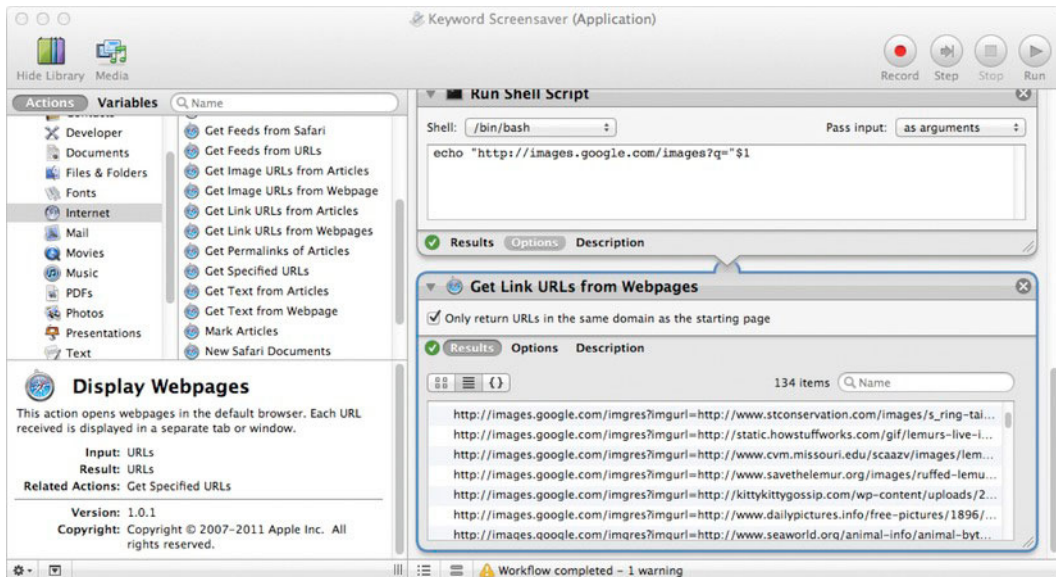 Keyword Screensaver (Application)
Hide Library Media
Record Step Stop Run
Actions Variables Name
Developer
Documents
Files & Folders
Fonts
Internet
Mail
Movies
Music
PDFs
Photos
Presentations
Text
Get Feeds from Safari
Get Feeds from URLs
Get Image URLs from Articles
Get Image URLs from Webpage
Get Link URLs from Articles
Get Link URLs from Webpages
Get Permalinks of Articles
Get Specified URLs
Get Text from Articles
Get Text from Webpage
Mark Articles
New Safari Documents
Display Webpages
This action opens webpages in the default browser. Each URL
received is displayed in a separate tab or window.
Input: URLs
Result: URLs
Related Actions: Get Specified URLs
Version: 1.0.1
Copyright: Copyright © 2007-2011 Apple Inc. All
rights reserved.
Run Shell Script
Shell: /bin/bash Pass input: as arguments
echo "http://images.google.com/images?q="$1
Results Options Description
Get Link URLs from Webpages
Only return URLs in the same domain as the starting page
Results Options Description
134 items Name
http://images.google.com/imgres?imgurl=http://www.stconservation.com/images/s_ring-tai...
http://images.google.com/imgres?imgurl=http://static.howstuffworks.com/gif/lemurs-live-i...
http://images.google.com/imgres?imgurl=http://www.cvm.missouri.edu/scaazv/images/lem...
http://images.google.com/imgres?imgurl=http://www.savethelemur.org/images/ruffed-lemu...
http://images.google.com/imgres?imgurl=http://kittykittygossip.com/wp-content/uploads/2...
http://images.google.com/imgres?imgurl=http://www.dailypictures.info/free-pictures/1896/...
http://images.google.com/imgres?imgurl=http://www.seaworld.org/animal-info/animal-byt...
Workflow completed – 1 warning